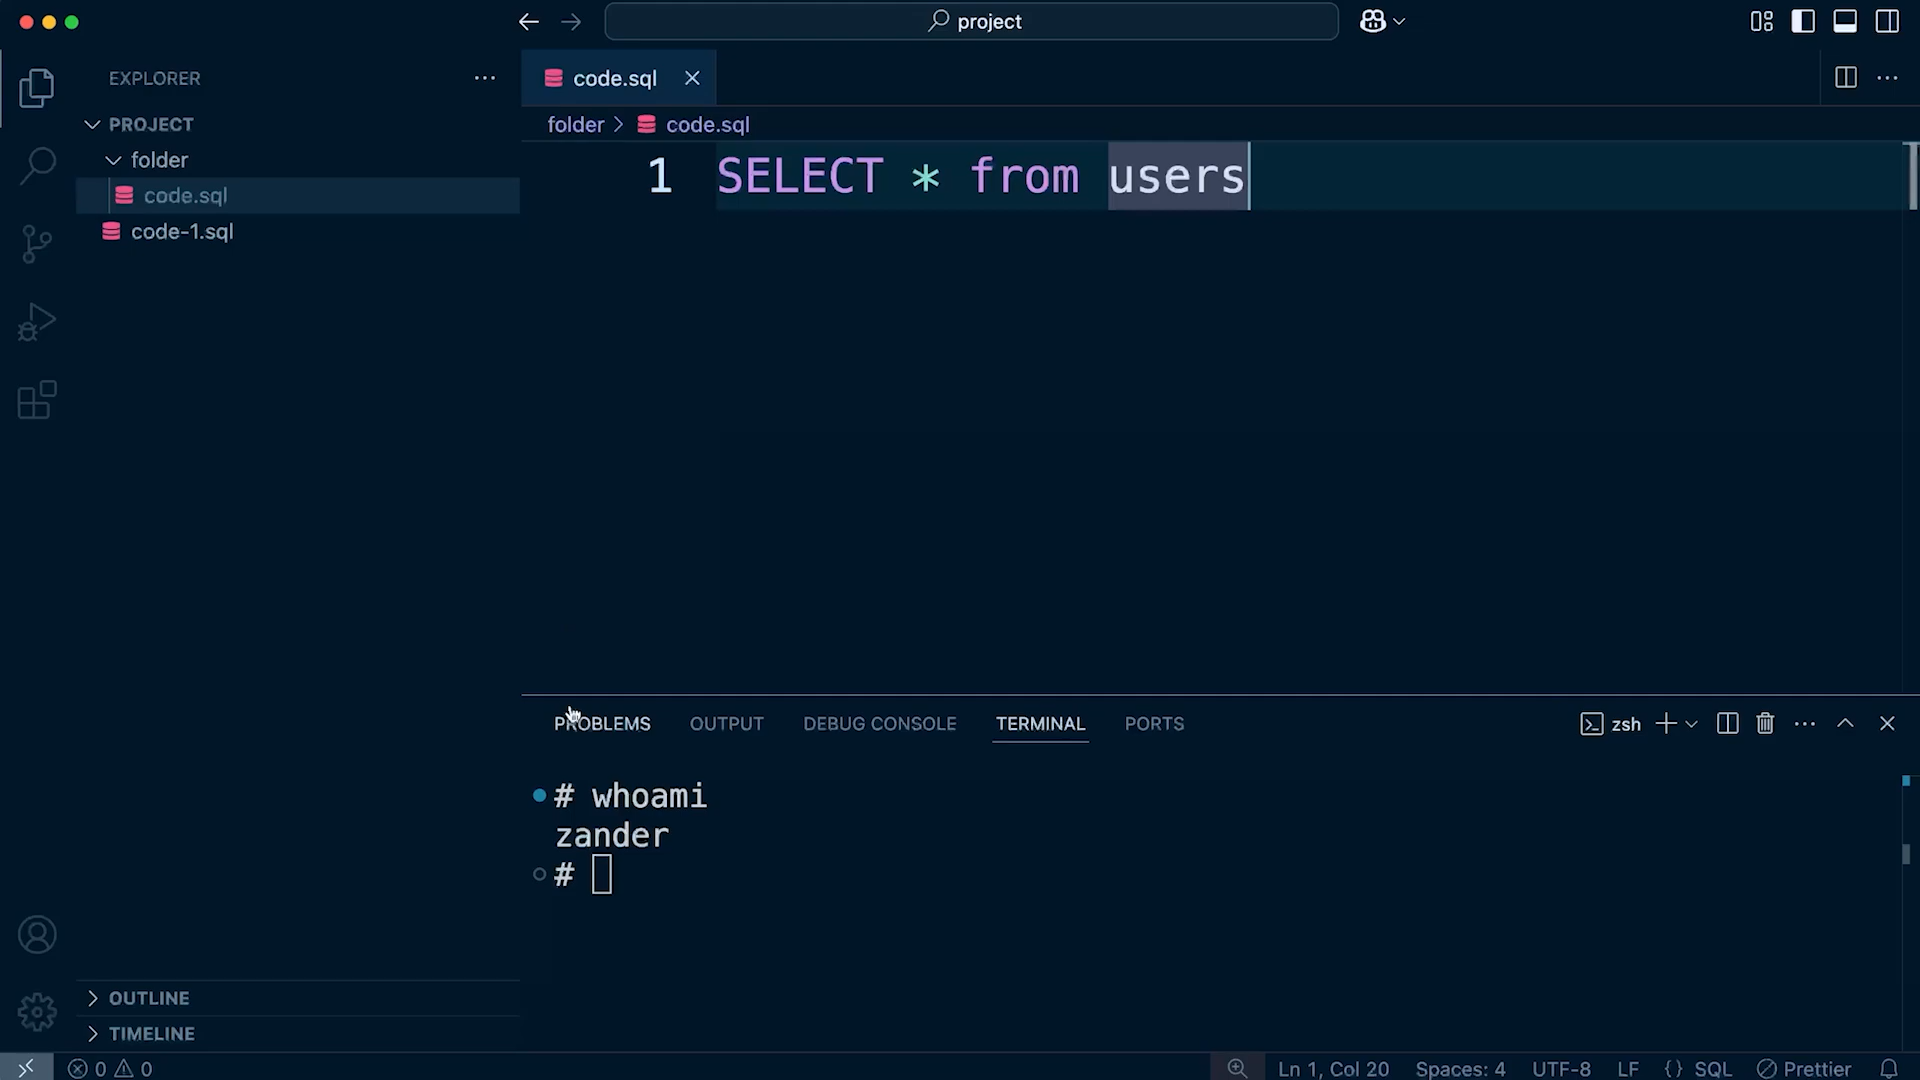 project
EXPLORER
PROJECT
folder
code.sql
code-1.sql
OUTLINE
TIMELINE
code.sql
folder > code.sql
1 SELECT * from users
PROBLEMS OUTPUT DEBUG CONSOLE TERMINAL PORTS
zsh
# whoami
zander
#
0 0 Ln 1, Col 20 Spaces: 4 UTF-8 LF {} SQL Prettier